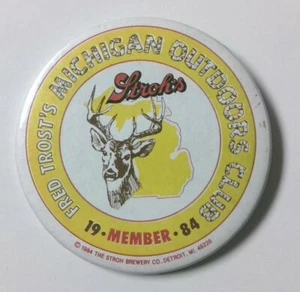 FRED TROST'S MICHIGAN OUTDOORS CLUB
Stroh's
19 · MEMBER · 84
© 1984 THE STROH BREWERY CO., DETROIT, MI. 48226